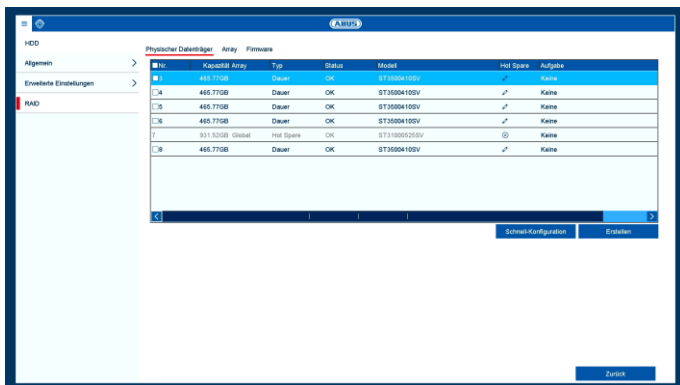 ABUS
HDD
Allgemein
Erweiterte Einstellungen
RAID
Physischer Datenträger Array Firmware
Nr. Kapazität Array Typ Status Modell Hot Spare Aufgabe
3 465.77GB Dauer OK ST3500410SV Keine
4 465.77GB Dauer OK ST3500410SV Keine
5 465.77GB Dauer OK ST3500410SV Keine
6 465.77GB Dauer OK ST3500410SV Keine
7 931.52GB Global Hot Spare OK ST31000525SV Keine
8 465.77GB Dauer OK ST3500410SV Keine
Schnell-Konfiguration Erstellen
Zurück